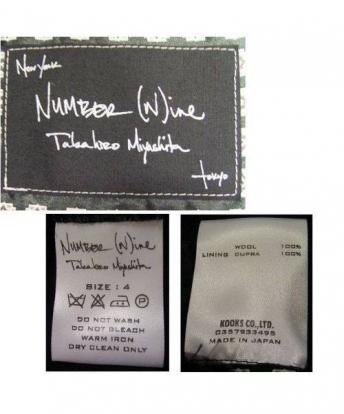 New York
NUMBER (N)ine
Takahiro Miyashita
tokyo
NUMBER (N)ine
Takahiro Miyashita
SIZE : 4
DO NOT WASH
DO NOT BLEACH
WARM IRON
DRY CLEAN ONLY
WOOL 100%
LINING CUPRA 100%
KOOKS CO.,LTD.
0357933495
MADE IN JAPAN